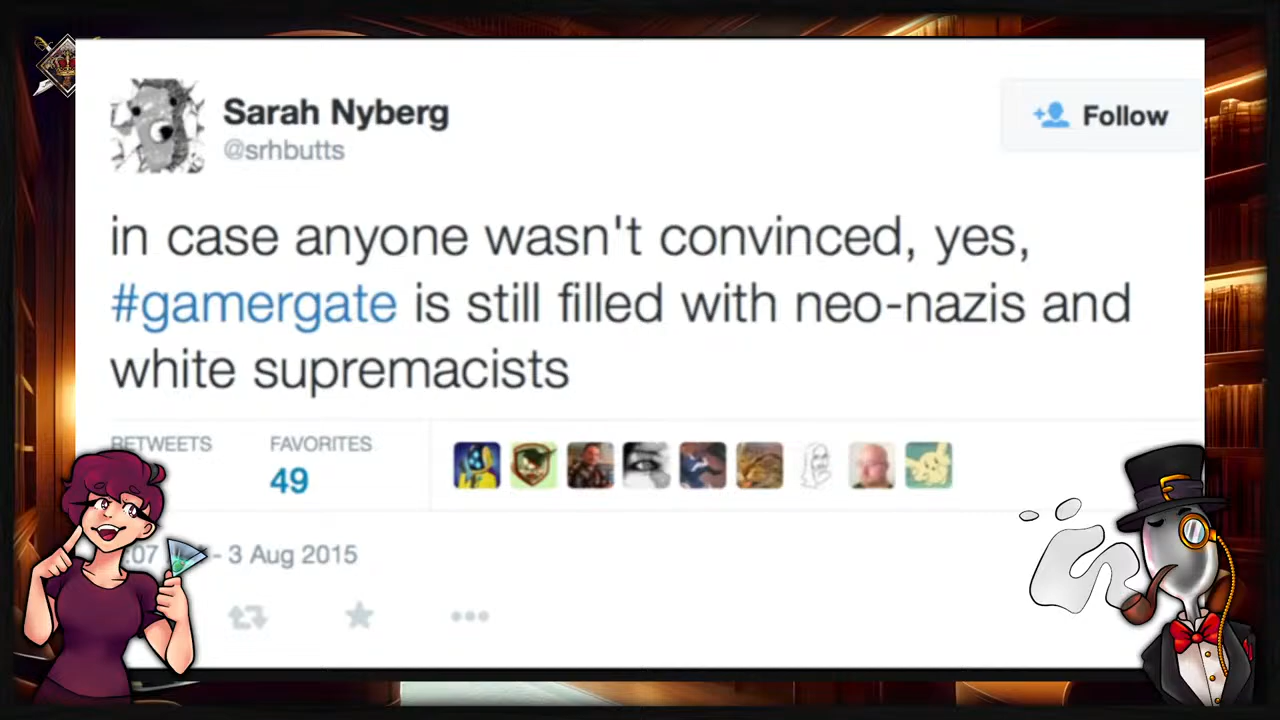 Sarah Nyberg
@srhbutts
Follow
in case anyone wasn't convinced, yes,
#gamergate is still filled with neo-nazis and
white supremacists
RETWEETS FAVORITES
49
- 3 Aug 2015